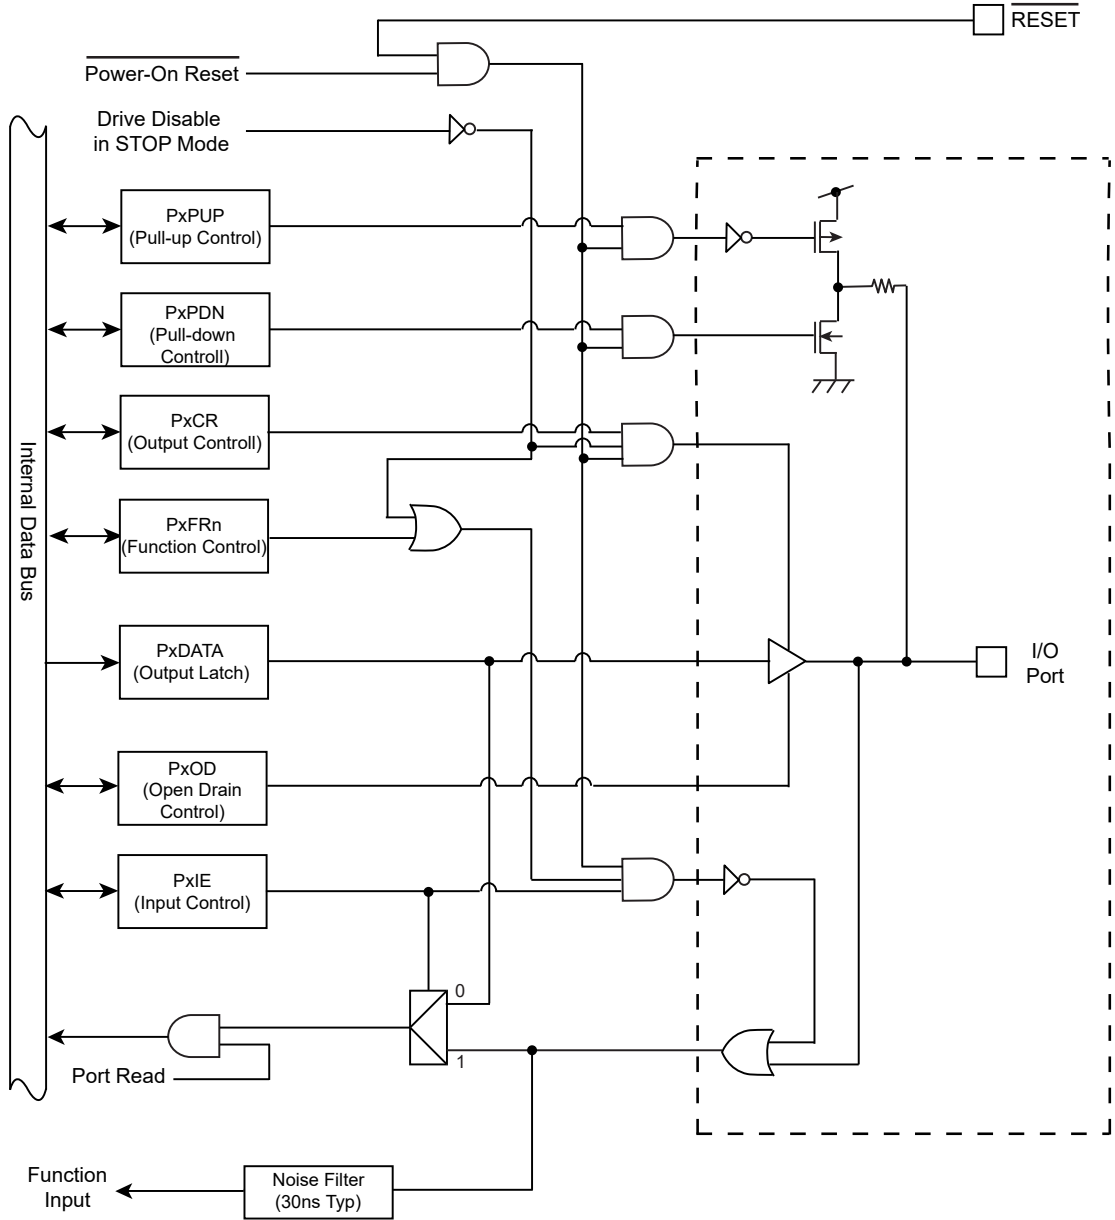 RESET
Power-On Reset
Drive Disable
in STOP Mode
PxPUP
(Pull-up Control)
PxPDN
(Pull-down
Controll)
PxCR
(Output Controll)
Internal Data Bus
PxFRn
(Function Control)
PxDATA
(Output Latch)
I/O
Port
PxOD
(Open Drain
Control)
PxIE
(Input Control)
0
1
Port Read
Function
Input
Noise Filter
(30ns Typ)